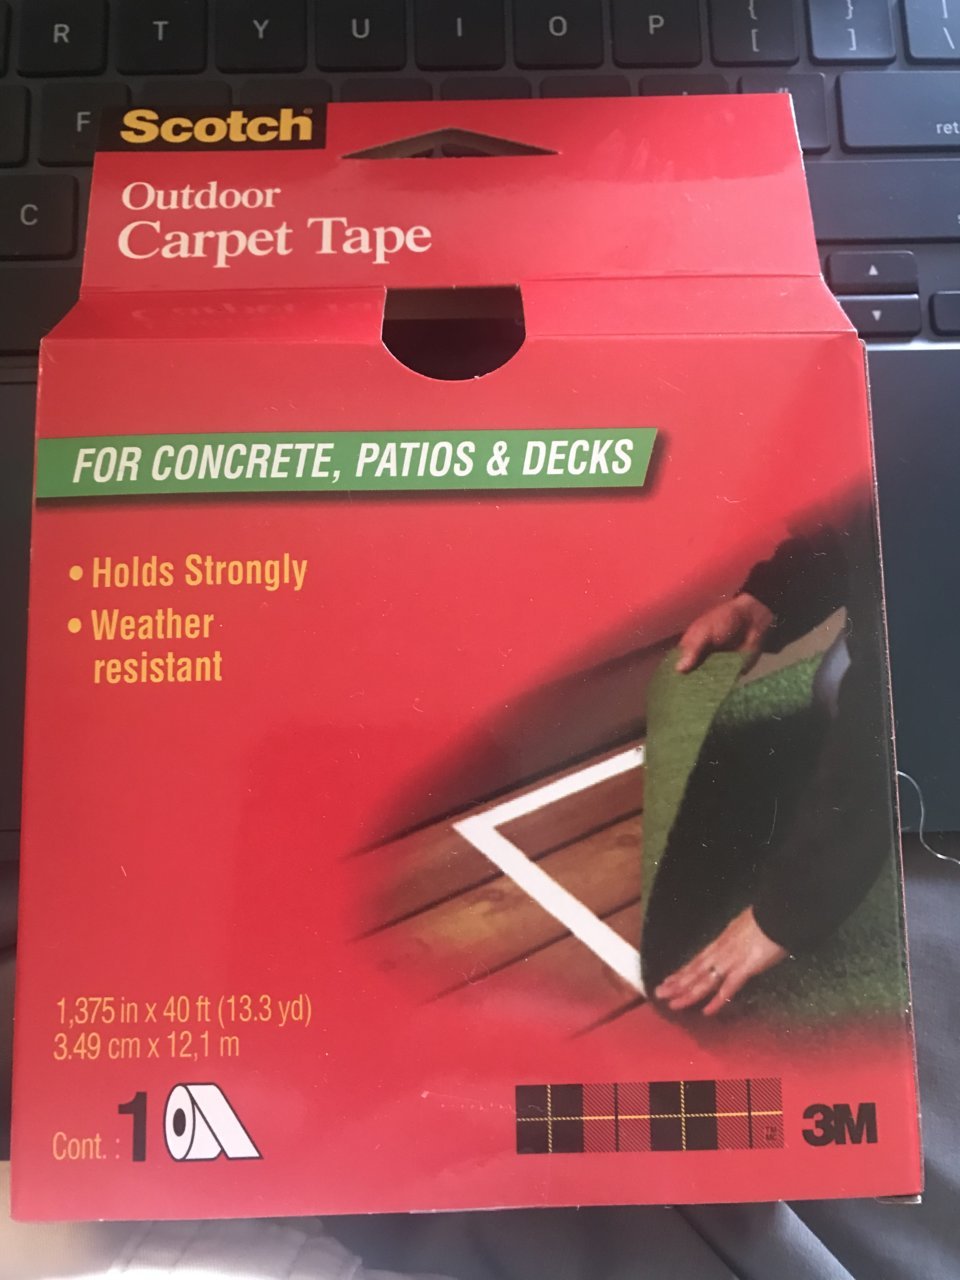 R T Y U I O P { [ } ] | \
F ret
C
Scotch®
Outdoor
Carpet Tape
FOR CONCRETE, PATIOS & DECKS
• Holds Strongly
• Weather
resistant
1,375 in x 40 ft (13.3 yd)
3.49 cm x 12,1 m
Cont. : 1
3M